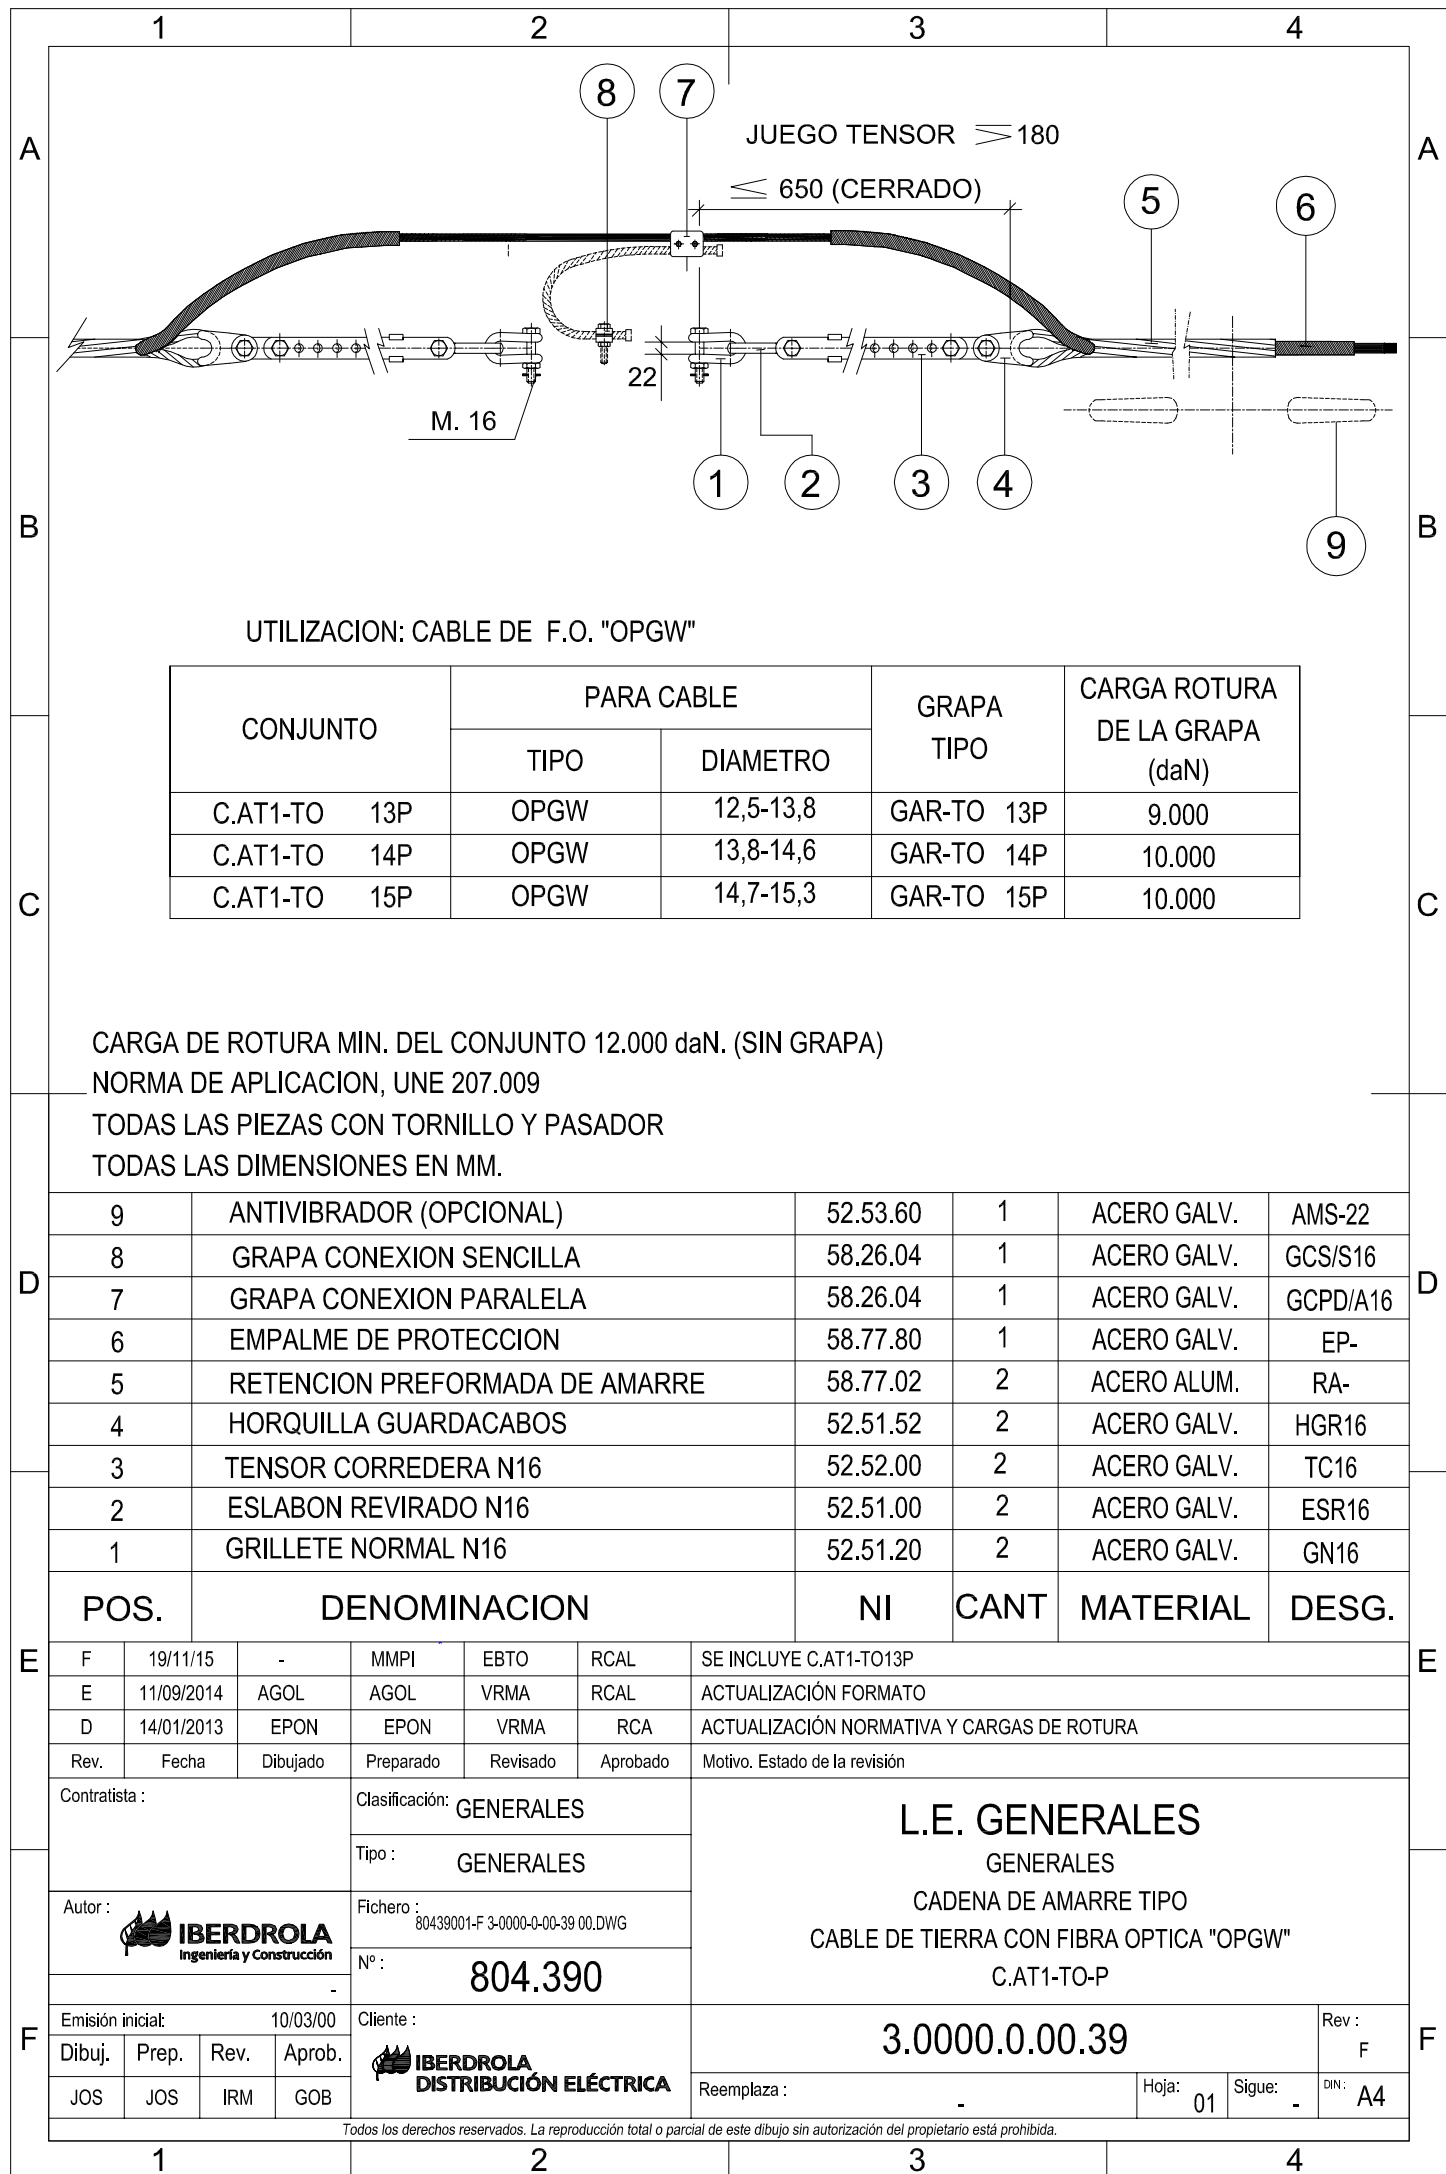 1 2 3 4
A A
8 7
JUEGO TENSOR ≥ 180
≤ 650 (CERRADO)
5 6
22
M. 16
1 2 3 4
B B
9
UTILIZACION: CABLE DE F.O. "OPGW"
CONJUNTO PARA CABLE GRAPA TIPO CARGA ROTURA DE LA GRAPA (daN)
TIPO DIAMETRO
C.AT1-TO 13P OPGW 12,5-13,8 GAR-TO 13P 9.000
C.AT1-TO 14P OPGW 13,8-14,6 GAR-TO 14P 10.000
C.AT1-TO 15P OPGW 14,7-15,3 GAR-TO 15P 10.000
C C
CARGA DE ROTURA MIN. DEL CONJUNTO 12.000 daN. (SIN GRAPA)
NORMA DE APLICACION, UNE 207.009
TODAS LAS PIEZAS CON TORNILLO Y PASADOR
TODAS LAS DIMENSIONES EN MM.
9 ANTIVIBRADOR (OPCIONAL) 52.53.60 1 ACERO GALV. AMS-22
8 GRAPA CONEXION SENCILLA 58.26.04 1 ACERO GALV. GCS/S16
D D
7 GRAPA CONEXION PARALELA 58.26.04 1 ACERO GALV. GCPD/A16
6 EMPALME DE PROTECCION 58.77.80 1 ACERO GALV. EP-
5 RETENCION PREFORMADA DE AMARRE 58.77.02 2 ACERO ALUM. RA-
4 HORQUILLA GUARDACABOS 52.51.52 2 ACERO GALV. HGR16
3 TENSOR CORREDERA N16 52.52.00 2 ACERO GALV. TC16
2 ESLABON REVIRADO N16 52.51.00 2 ACERO GALV. ESR16
1 GRILLETE NORMAL N16 52.51.20 2 ACERO GALV. GN16
POS. DENOMINACION NI CANT MATERIAL DESG.
E E
F 19/11/15 - MMPI EBTO RCAL SE INCLUYE C.AT1-TO13P
E 11/09/2014 AGOL AGOL VRMA RCAL ACTUALIZACIÓN FORMATO
D 14/01/2013 EPON EPON VRMA RCA ACTUALIZACIÓN NORMATIVA Y CARGAS DE ROTURA
Rev. Fecha Dibujado Preparado Revisado Aprobado Motivo. Estado de la revisión
Contratista :
Clasificación: GENERALES
Tipo : GENERALES
L.E. GENERALES
GENERALES
CADENA DE AMARRE TIPO
CABLE DE TIERRA CON FIBRA OPTICA "OPGW"
C.AT1-TO-P
Autor :
IBERDROLA
Ingeniería y Construcción
-
Fichero : 80439001-F 3-0000-0-00-39 00.DWG
Nº : 804.390
Emisión inicial: 10/03/00
Dibuj. Prep. Rev. Aprob.
JOS JOS IRM GOB
Cliente :
IBERDROLA
DISTRIBUCIÓN ELÉCTRICA
3.0000.0.00.39
Rev : F
F F
Reemplaza : -
Hoja: 01
Sigue: -
DIN : A4
Todos los derechos reservados. La reproducción total o parcial de este dibujo sin autorización del propietario está prohibida.
1 2 3 4